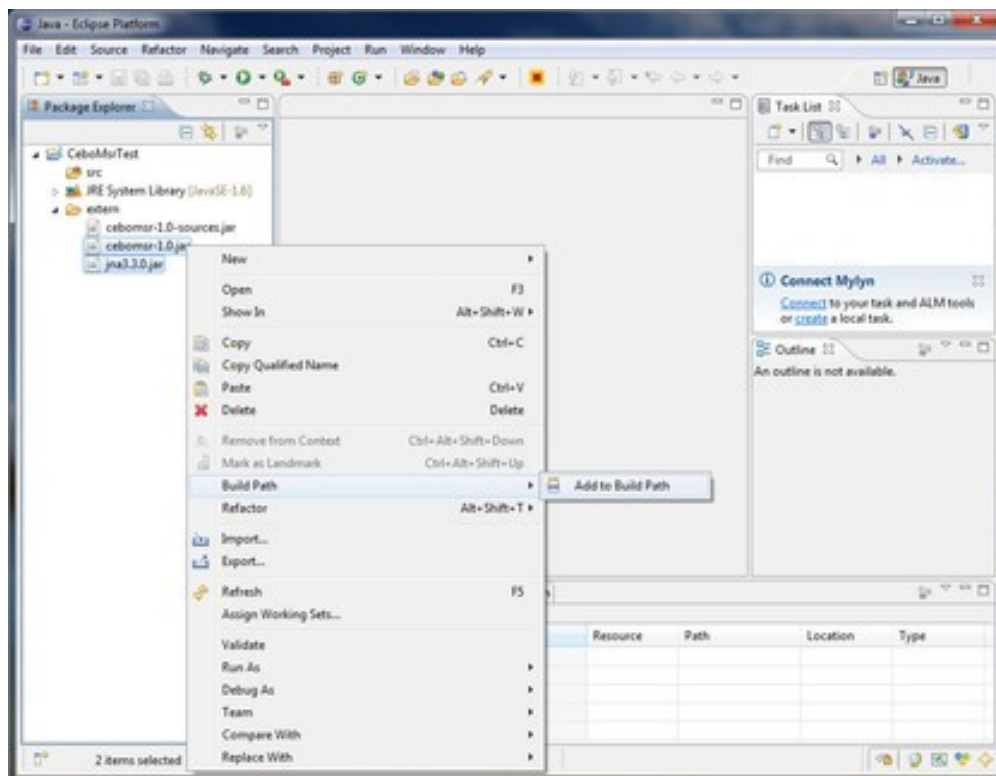 Java - Eclipse Platform
File Edit Source Refactor Navigate Search Project Run Window Help
Java
Package Explorer
CeboMsrTest
src
JRE System Library [JavaSE-1.6]
extern
cebomsr-1.0-sources.jar
cebomsr-1.0.jar
jna3.3.0.jar
New
Open F3
Show In Alt+Shift+W
Copy Ctrl+C
Copy Qualified Name
Paste Ctrl+V
Delete Delete
Remove from Context Ctrl+Alt+Shift+Down
Mark as Landmark Ctrl+Alt+Shift+Up
Build Path
Add to Build Path
Refactor Alt+Shift+T
Import...
Export...
Refresh F5
Assign Working Sets...
Validate
Run As
Debug As
Team
Compare With
Replace With
Task List
Find All Activate...
Connect Mylyn
Connect to your task and ALM tools
or create a local task.
Outline
An outline is not available.
Resource Path Location Type
2 items selected